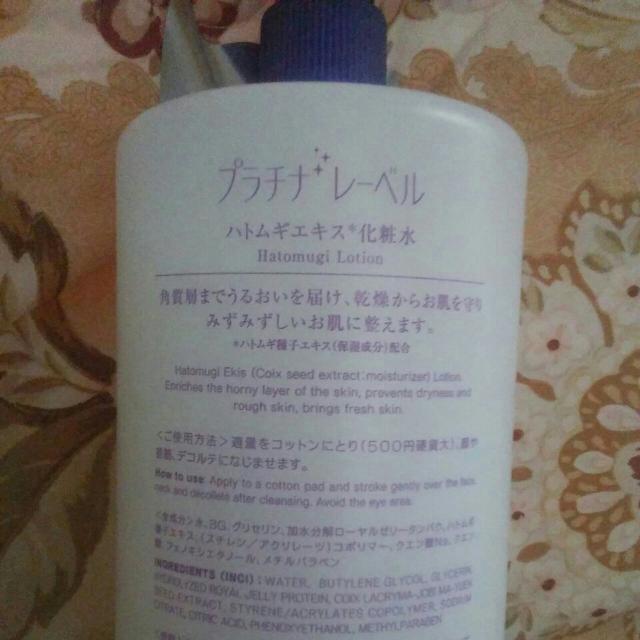 プラチナレーベル
ハトムギエキス*化粧水
Hatomugi Lotion
角質層までうるおいを届け、乾燥からお肌を守り
みずみずしいお肌に整えます。
*ハトムギ種子エキス(保湿成分)配合
Hatomugi Ekis (Coix seed extract:moisturizer) Lotion.
Enriches the horny layer of the skin, prevents dryness and
rough skin, brings fresh skin.
<ご使用方法>適量をコットンにとり(500円硬貨大)、顔や
首筋、デコルテになじませます。
How to use: Apply to a cotton pad and stroke gently over the face,
neck and décolleté after cleansing. Avoid the eye area.
<全成分>水、BG、グリセリン、加水分解ローヤルゼリータンパク、ハトムギ
種子エキス、(スチレン/アクリレーツ)コポリマー、クエン酸Na、クエン
酸、フェノキシエタノール、メチルパラベン
INGREDIENTS (INCI) : WATER, BUTYLENE GLYCOL, GLYCERIN,
HYDROLYZED ROYAL JELLY PROTEIN, COIX LACRYMA-JOBI MA-YUEN
SEED EXTRACT, STYRENE/ACRYLATES COPOLYMER, SODIUM
CITRATE, CITRIC ACID, PHENOXYETHANOL, METHYLPARABEN